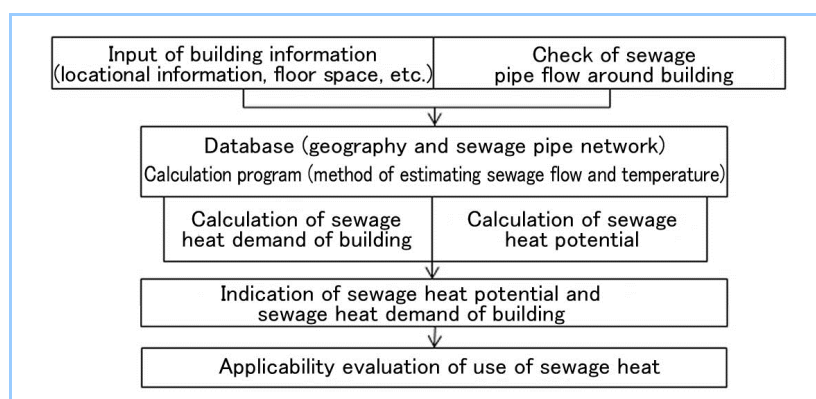 Input of building information
(locational information, floor space, etc.)
Check of sewage
pipe flow around building
Database (geography and sewage pipe network)
Calculation program (method of estimating sewage flow and temperature)
Calculation of sewage
heat demand of building
Calculation of sewage
heat potential
Indication of sewage heat potential and
sewage heat demand of building
Applicability evaluation of use of sewage heat